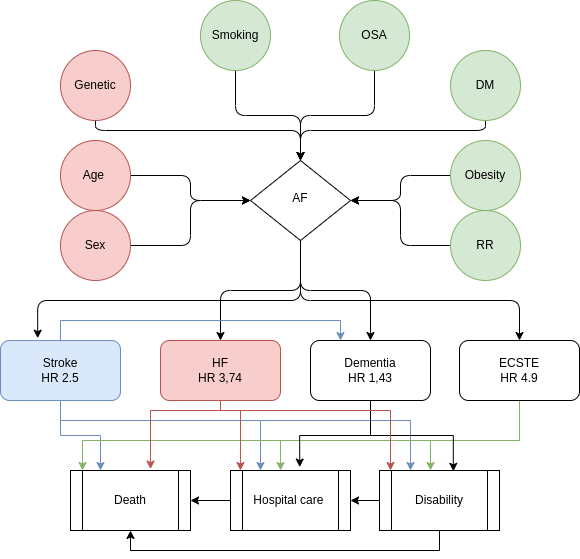 Smoking
OSA
Genetic
DM
Age
Obesity
AF
Sex
RR
Stroke
HR 2.5
HF
HR 3,74
Dementia
HR 1,43
ECSTE
HR 4.9
Death
Hospital care
Disability